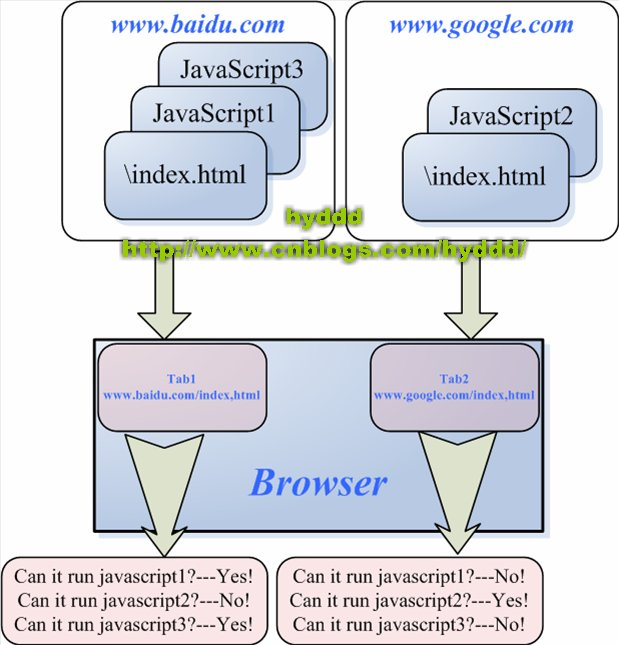 www.baidu.com
JavaScript3
JavaScript1
\index.html
www.google.com
JavaScript2
\index.html
hyddd
http://www.cnblogs.com/hyddd/
Tab1
www.baidu.com/index,html
Tab2
www.google.com/index,html
Browser
Can it run javascript1?---Yes!
Can it run javascript2?---No!
Can it run javascript3?---Yes!
Can it run javascript1?---No!
Can it run javascript2?---Yes!
Can it run javascript3?---No!